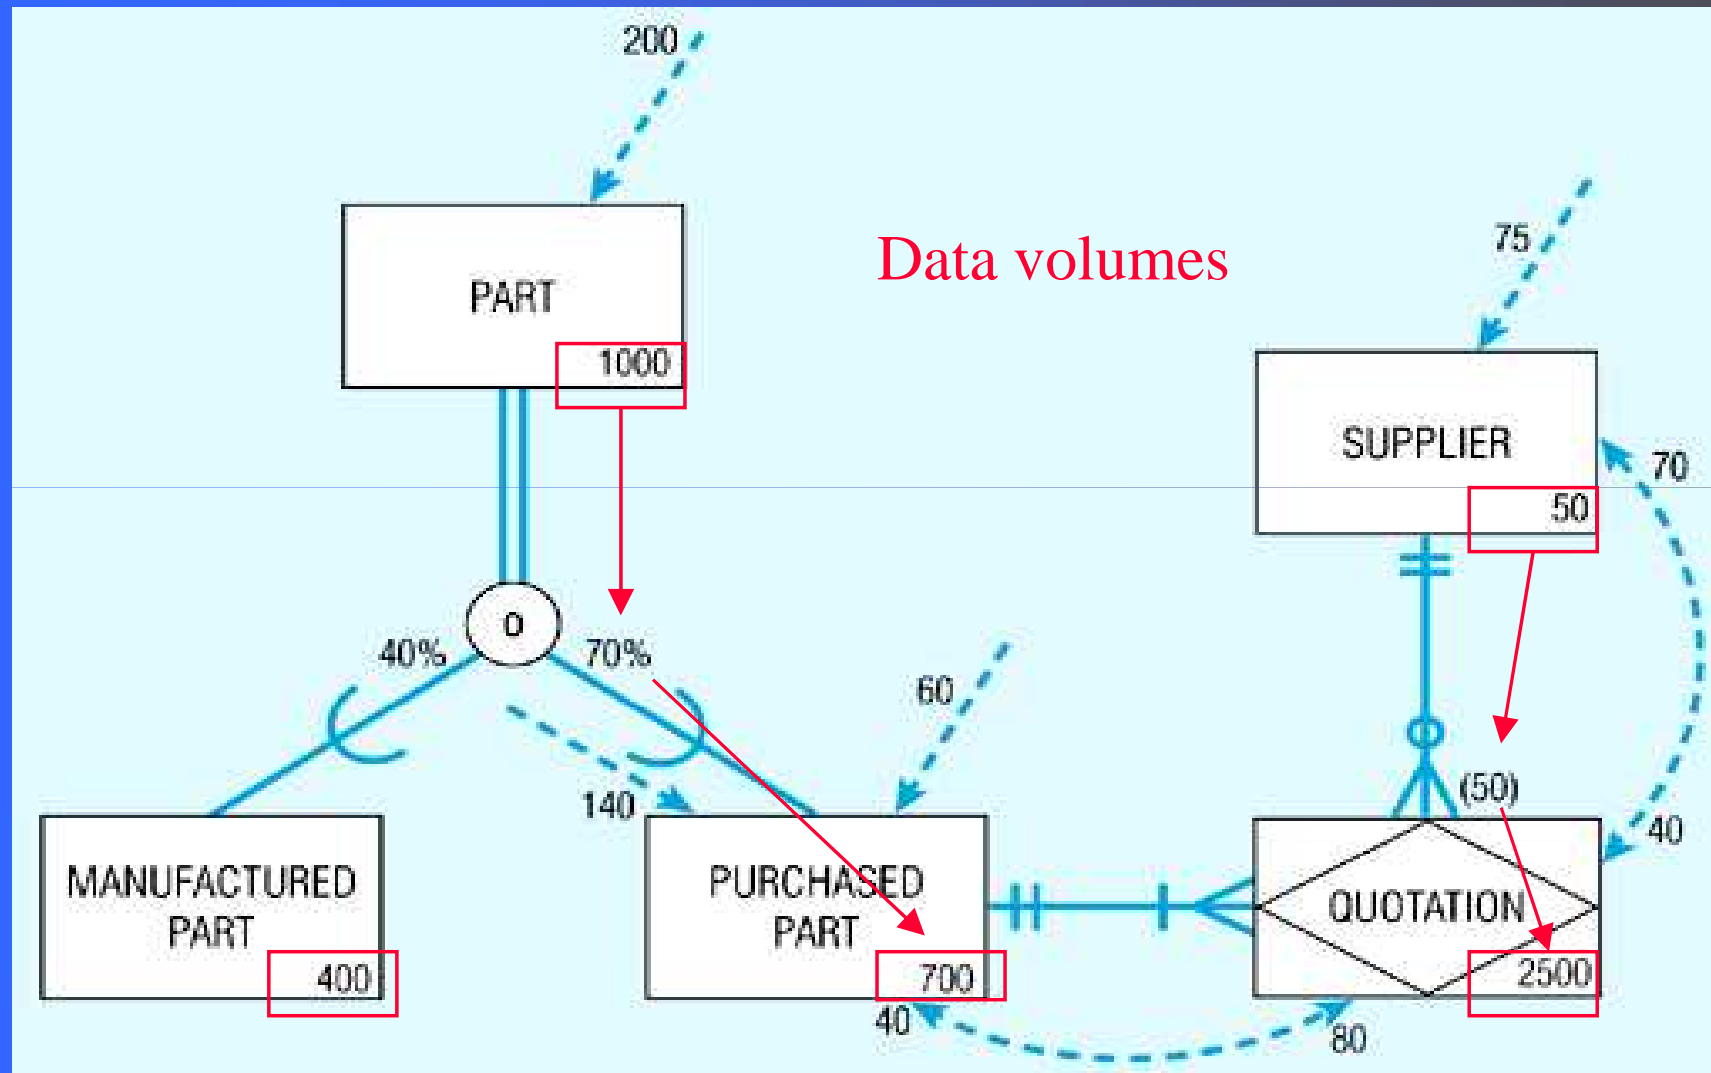 200
75
Data volumes
PART
1000
SUPPLIER
70
50
O
40%
70%
60
140
(50)
40
MANUFACTURED
PART
400
PURCHASED
PART
700
QUOTATION
2500
40
80